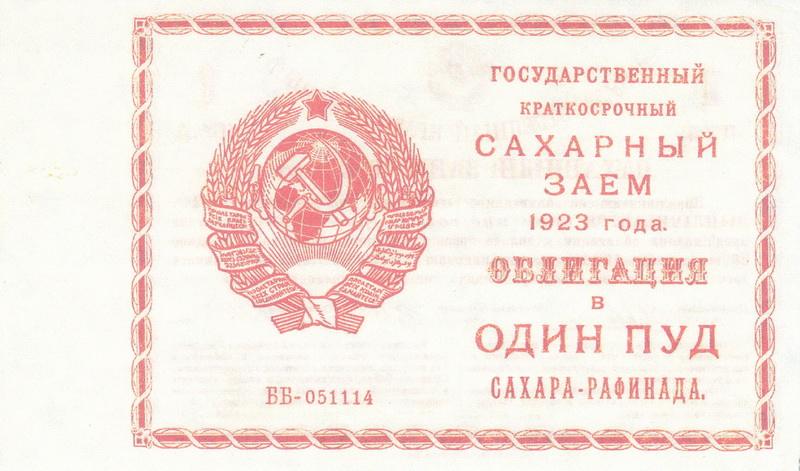 ГОСУДАРСТВЕННЫЙ
КРАТКОСРОЧНЫЙ
САХАРНЫЙ
ЗАЕМ
1923 года.
ОБЛИГАЦИЯ
В
ОДИН ПУД
САХАРА-РАФИНАДА.
ББ-051114